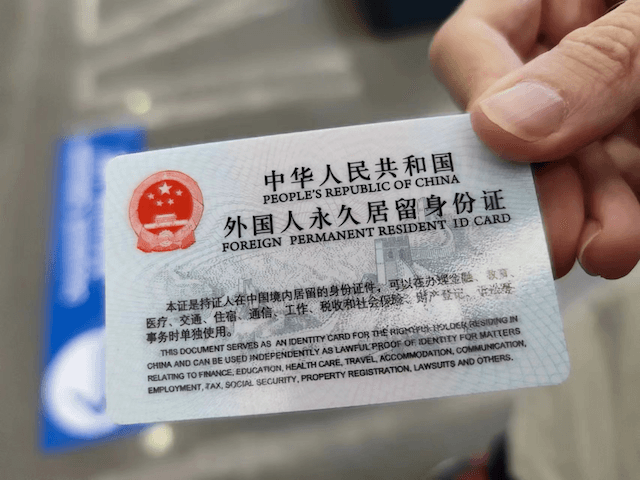 中华人民共和国
PEOPLE'S REPUBLIC OF CHINA
外国人永久居留身份证
FOREIGN PERMANENT RESIDENT ID CARD
本证是持证人在中国境内居留的身份证件，可以在办理金融、教育、
医疗、交通、住宿、通信、工作、税收和社会保险、财产登记、诉讼等
事务时单独使用。
THIS DOCUMENT SERVES AS AN IDENTITY CARD FOR THE RIGHTFUL HOLDER RESIDING IN
CHINA AND CAN BE USED INDEPENDENTLY AS LAWFUL PROOF OF IDENTITY FOR MATTERS
RELATING TO FINANCE, EDUCATION, HEALTH CARE, TRAVEL, ACCOMMODATION, COMMUNICATION,
EMPLOYMENT, TAX, SOCIAL SECURITY, PROPERTY REGISTRATION, LAWSUITS AND OTHERS.